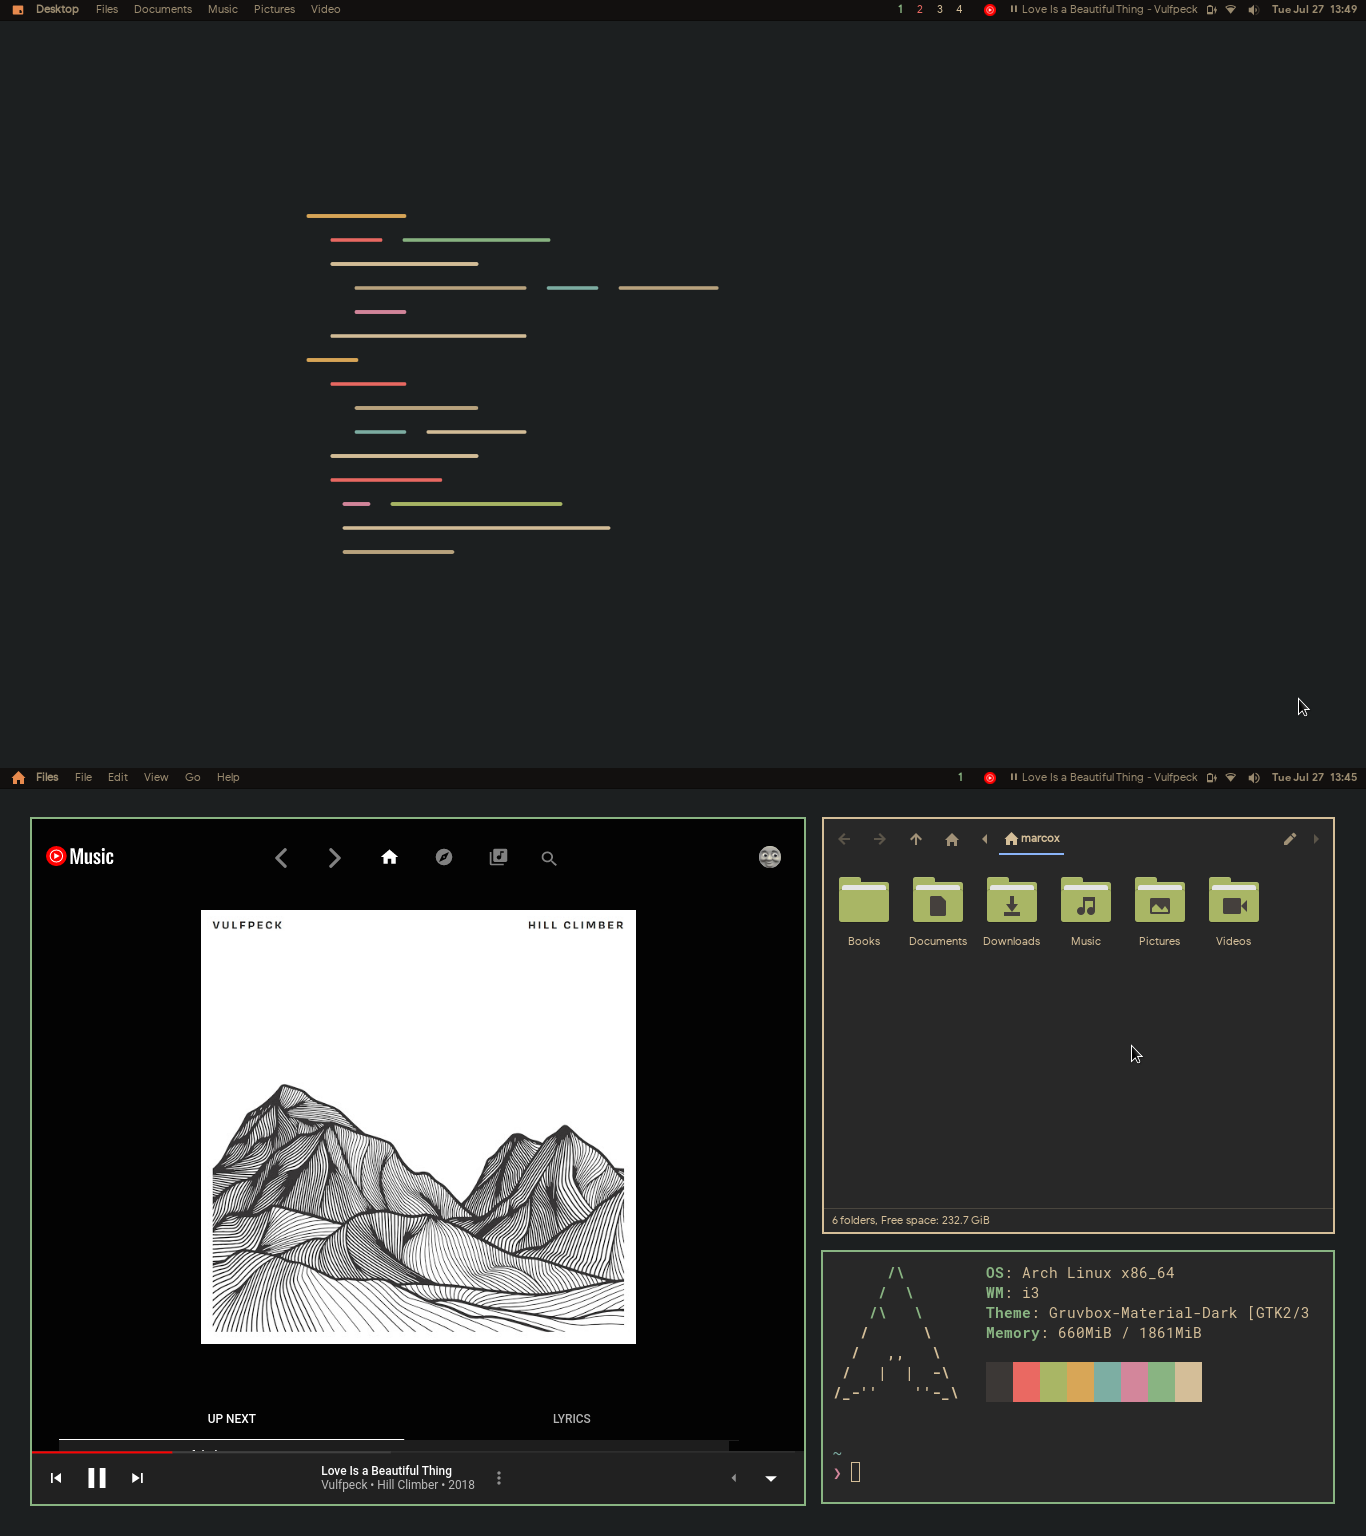 Desktop Files Documents Music Pictures Video 1 2 3 4 Love Is a Beautiful Thing - Vulfpeck Tue Jul 27 13:49
Files File Edit View Go Help 1 Love Is a Beautiful Thing - Vulfpeck Tue Jul 27 13:45
Music
VULFPECK HILL CLIMBER
UP NEXT LYRICS
Love Is a Beautiful Thing
Vulfpeck • Hill Climber • 2018
marcox
Books Documents Downloads Music Pictures Videos
6 folders, Free space: 232.7 GiB
/\ OS: Arch Linux x86_64
/  \ WM: i3
/\   \ Theme: Gruvbox-Material-Dark [GTK2/3
/      \ Memory: 660MiB / 1861MiB
/   ,,   \
/   |  |  -\
/_-''    ''-_\
~
❯